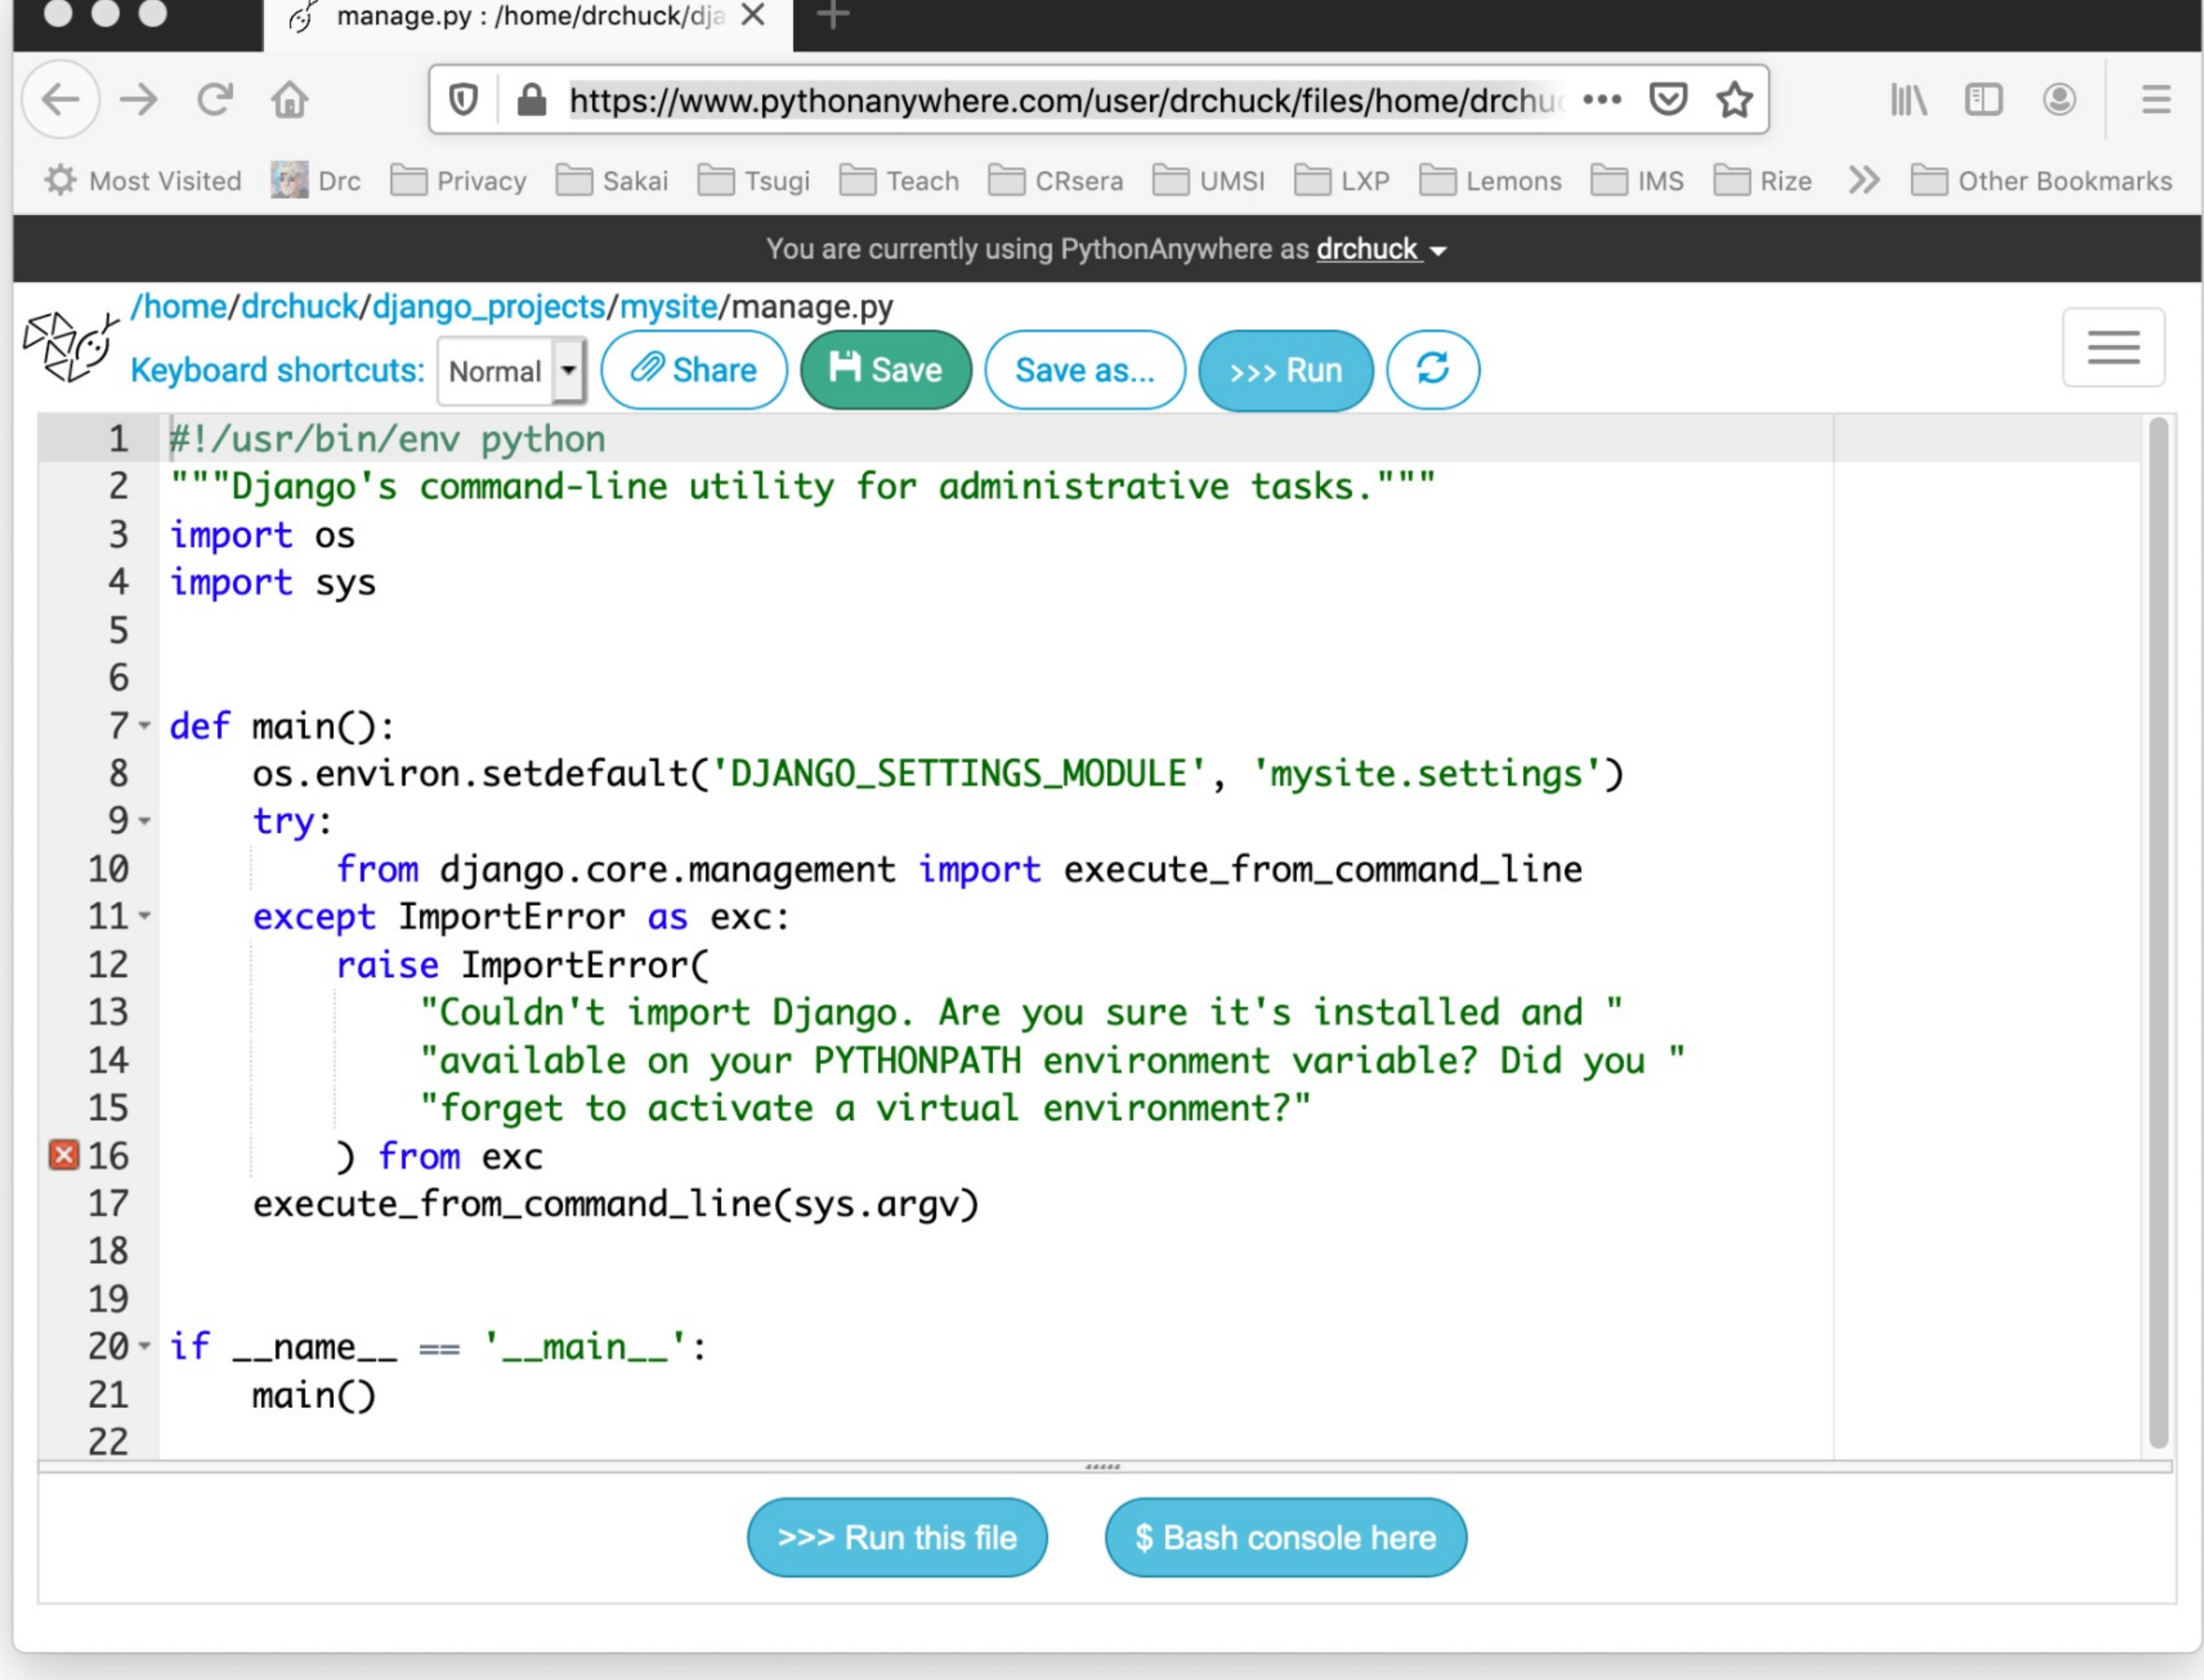 manage.py : /home/drchuck/dja
https://www.pythonanywhere.com/user/drchuck/files/home/drchuc
Most Visited Drc Privacy Sakai Tsugi Teach CRsera UMSI LXP Lemons IMS Rize Other Bookmarks
You are currently using PythonAnywhere as drchuck
/home/drchuck/django_projects/mysite/manage.py
Keyboard shortcuts: Normal Share Save Save as... >>> Run
1 #!/usr/bin/env python
2 """Django's command-line utility for administrative tasks."""
3 import os
4 import sys
5
6
7 def main():
8     os.environ.setdefault('DJANGO_SETTINGS_MODULE', 'mysite.settings')
9     try:
10         from django.core.management import execute_from_command_line
11     except ImportError as exc:
12         raise ImportError(
13             "Couldn't import Django. Are you sure it's installed and "
14             "available on your PYTHONPATH environment variable? Did you "
15             "forget to activate a virtual environment?"
16         ) from exc
17     execute_from_command_line(sys.argv)
18
19
20 if __name__ == '__main__':
21     main()
22
>>> Run this file $ Bash console here